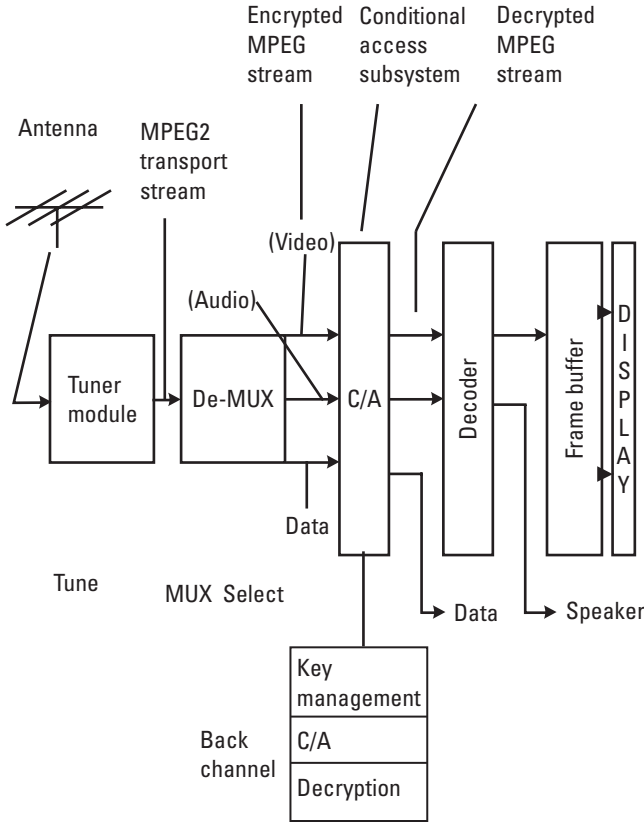 Encrypted
MPEG
stream
Conditional
access
subsystem
Decrypted
MPEG
stream
Antenna
MPEG2
transport
stream
(Video)
(Audio)
Tuner
module
De-MUX
C/A
Decoder
Frame buffer
DISPLAY
Data
Tune
MUX Select
Data
Speaker
Key
management
Back
channel
C/A
Decryption